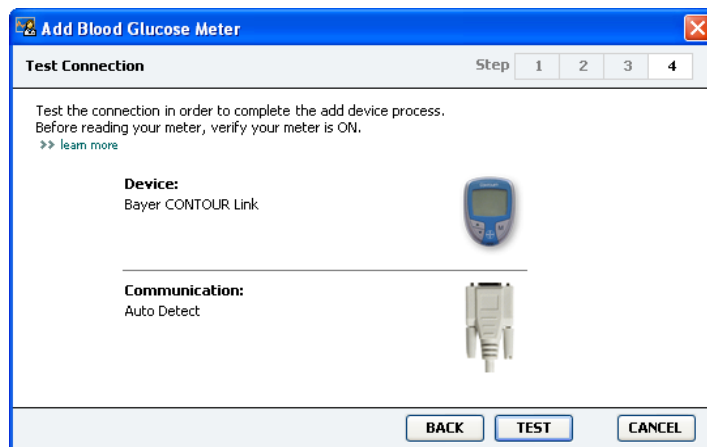 Add Blood Glucose Meter
Test Connection
Step 1 2 3 4
Test the connection in order to complete the add device process.
Before reading your meter, verify your meter is ON.
>> learn more
Device:
Bayer CONTOUR Link
Communication:
Auto Detect
BACK TEST CANCEL